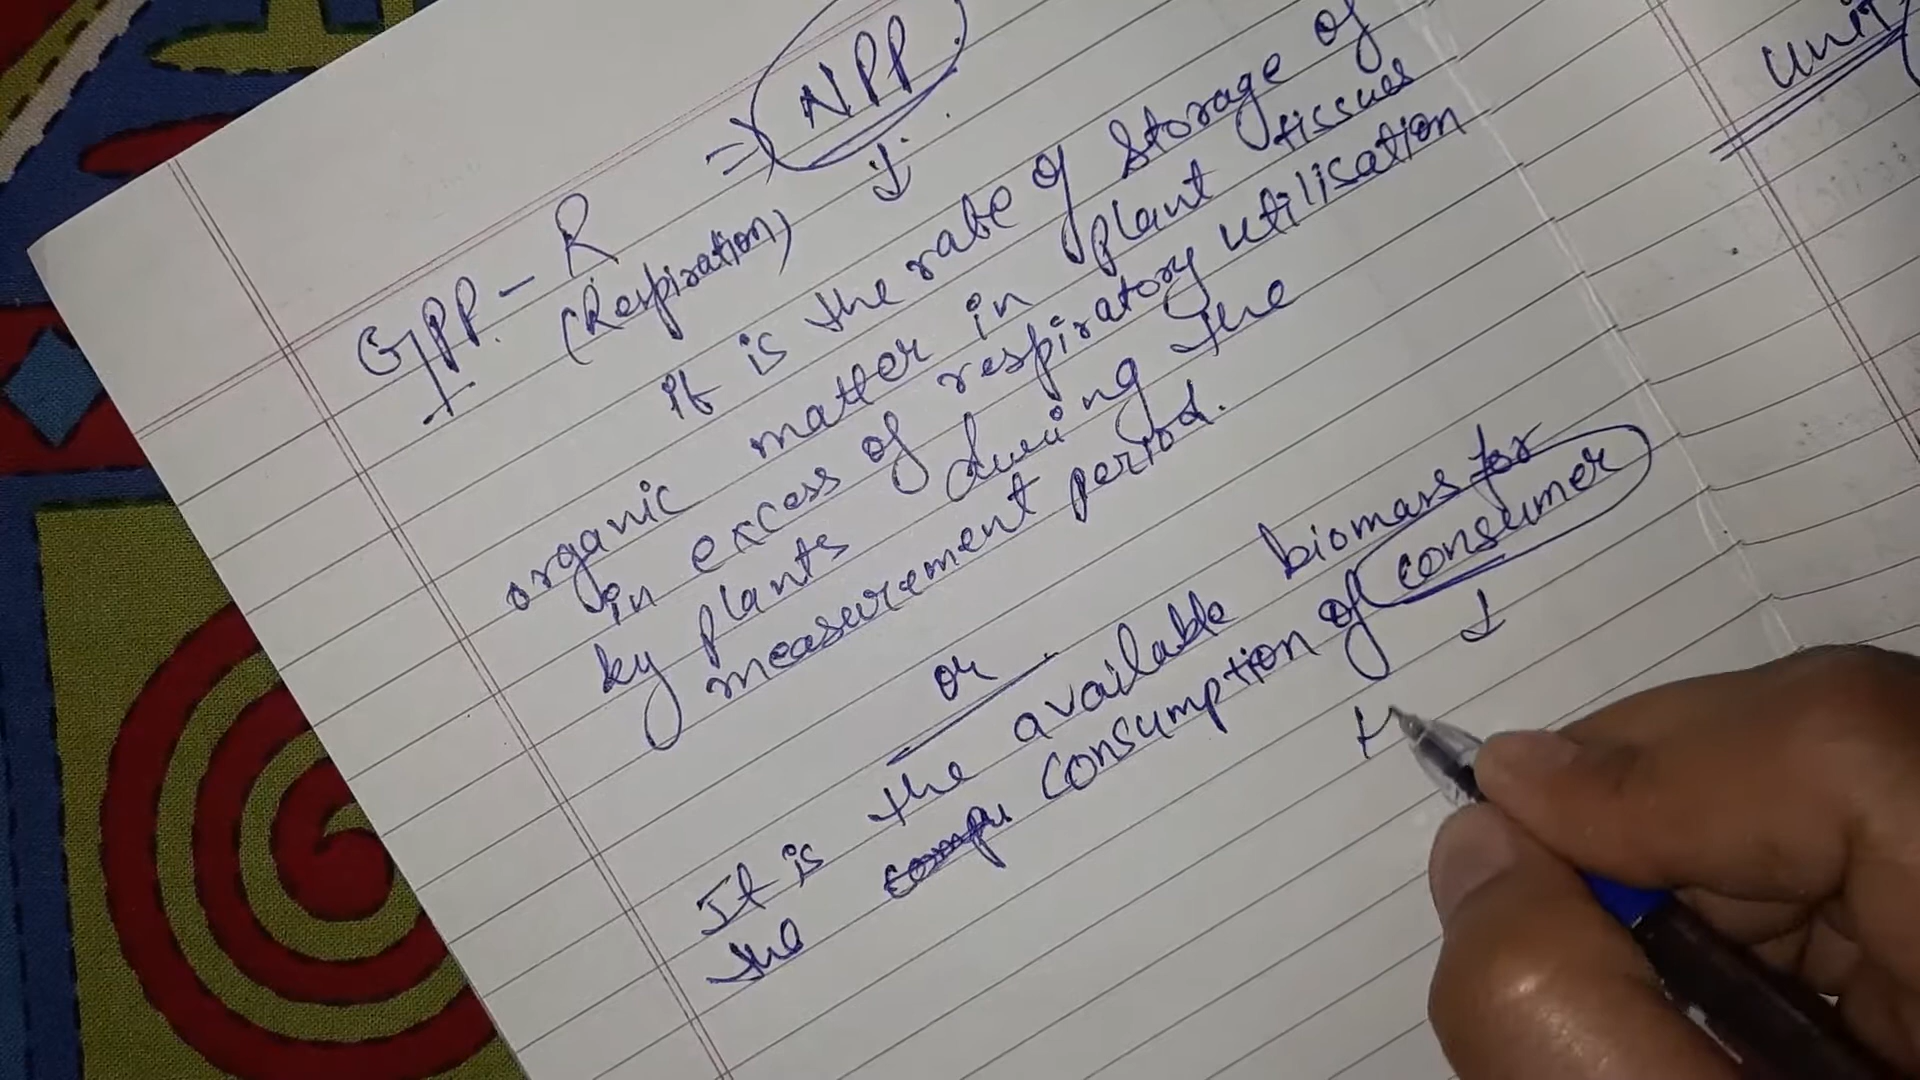 GPP - R => NPP
(Respiration)
it is the rate of storage of
organic matter in plant tissues
in excess of respiratory utilisation
by plants during the
measurement period.
or
It is the available biomass for
the consumption of consumer
unit